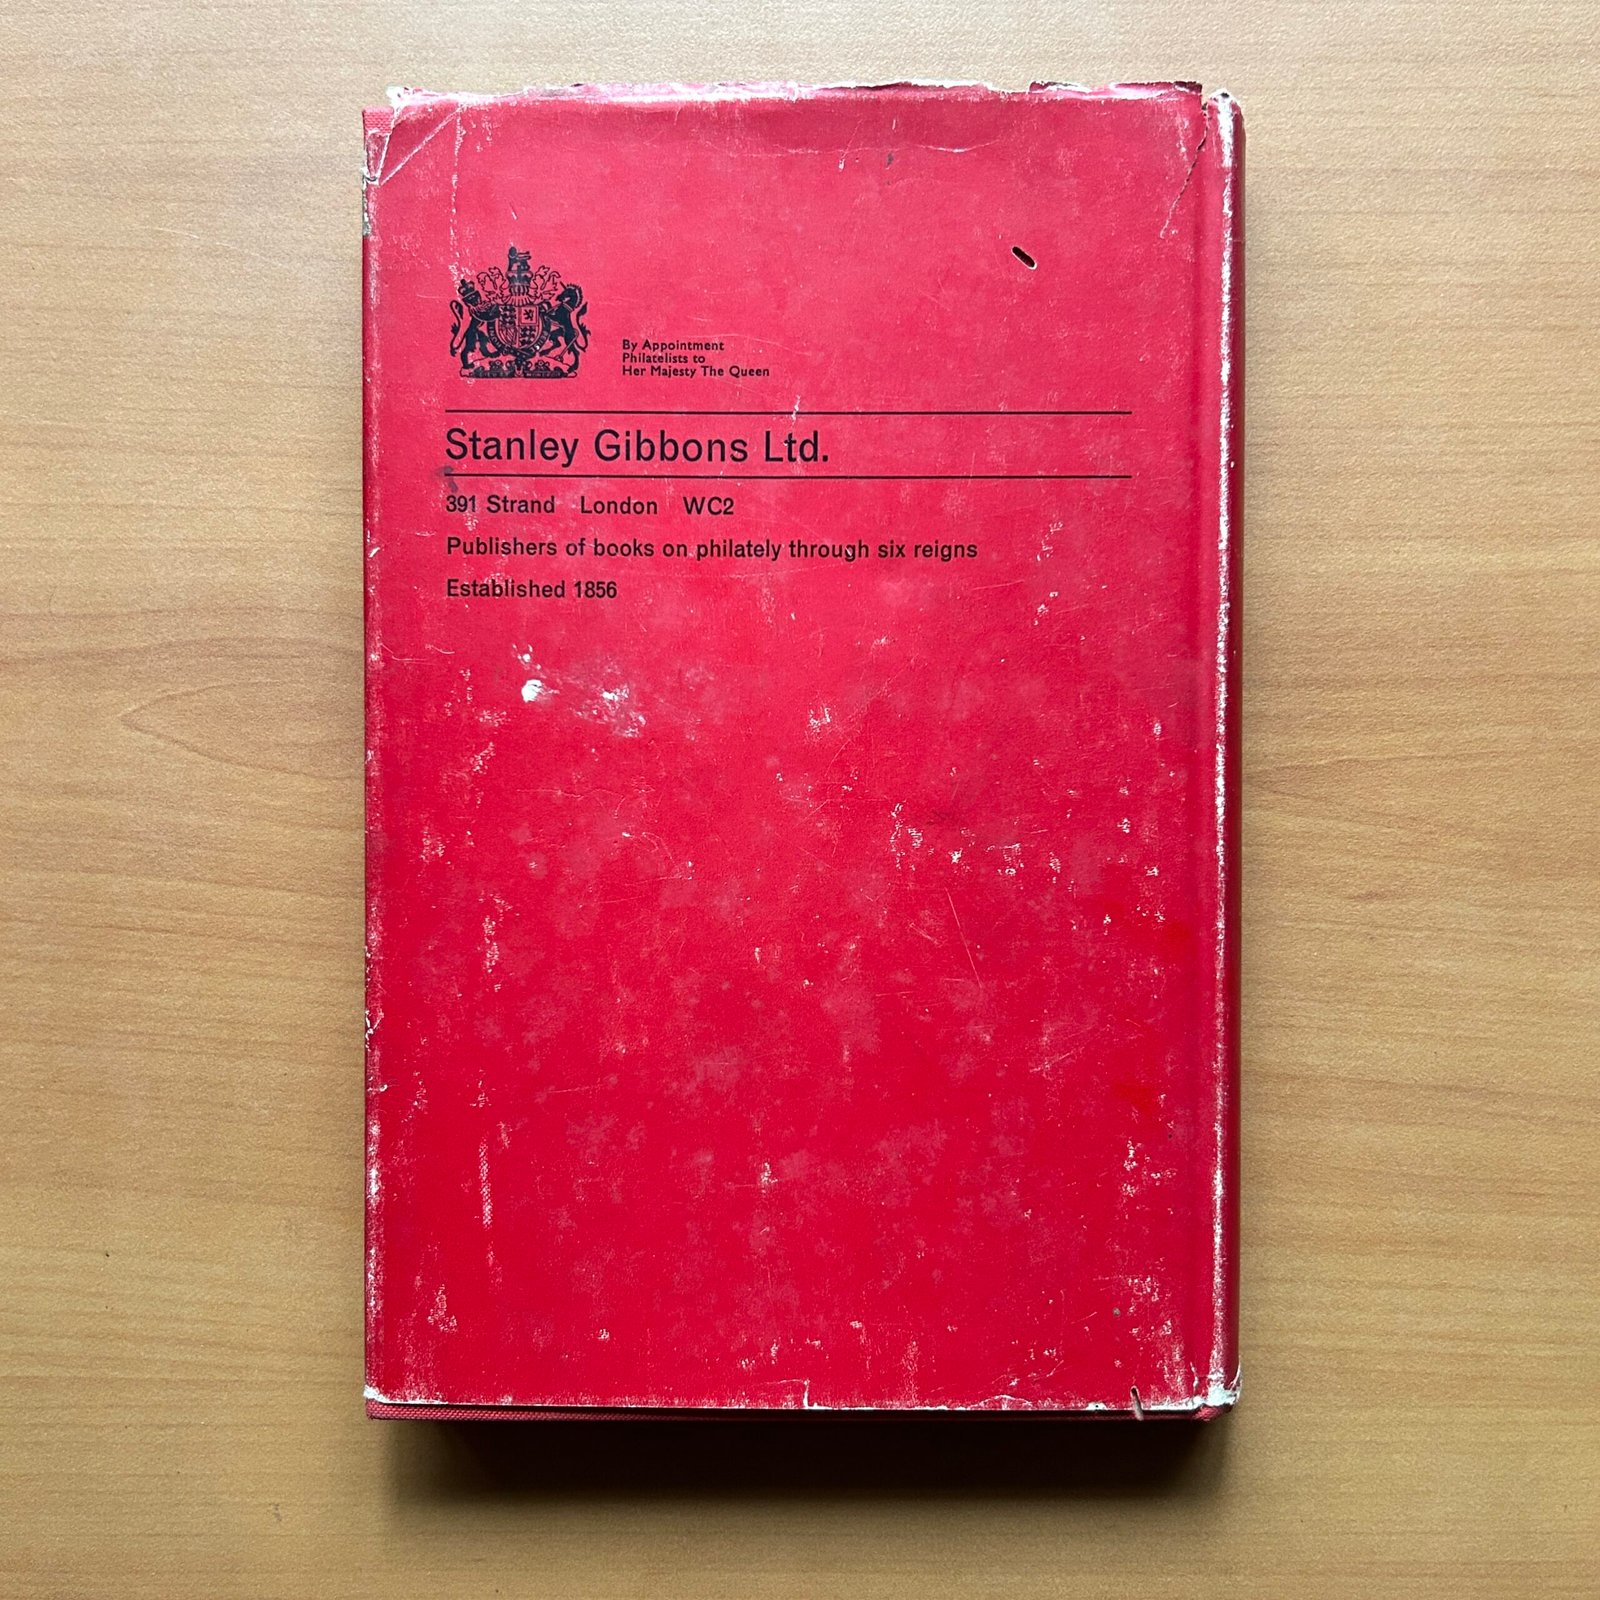 By Appointment
Philatelists to
Her Majesty The Queen
Stanley Gibbons Ltd.
391 Strand London WC2
Publishers of books on philately through six reigns
Established 1856